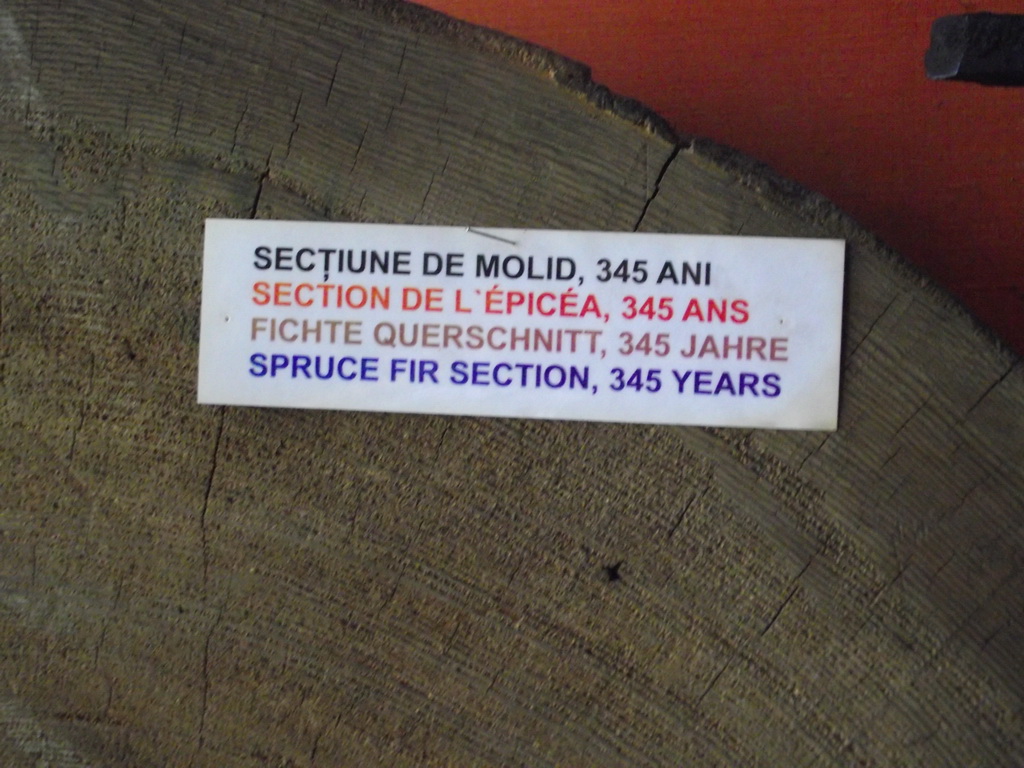 SECȚIUNE DE MOLID, 345 ANI
SECTION DE L`ÉPICÉA, 345 ANS
FICHTE QUERSCHNITT, 345 JAHRE
SPRUCE FIR SECTION, 345 YEARS